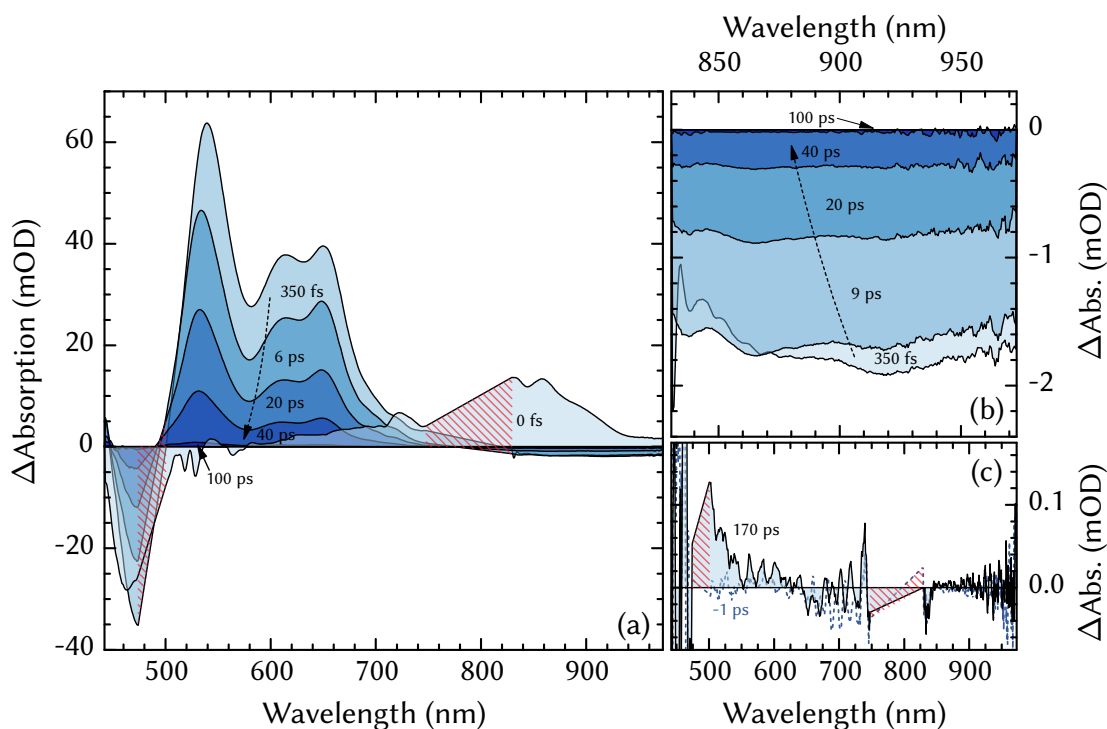 Wavelength (nm)
850 900 950
60
40
20
0
-20
-40
ΔAbsorption (mOD)
350 fs
6 ps
20 ps
40 ps
100 ps
0 fs
(a)
500 600 700 800 900
Wavelength (nm)
100 ps
40 ps
20 ps
9 ps
350 fs
(b)
0
-1
-2
ΔAbs. (mOD)
(c)
170 ps
-1 ps
0.1
0.0
ΔAbs. (mOD)
500 600 700 800 900
Wavelength (nm)